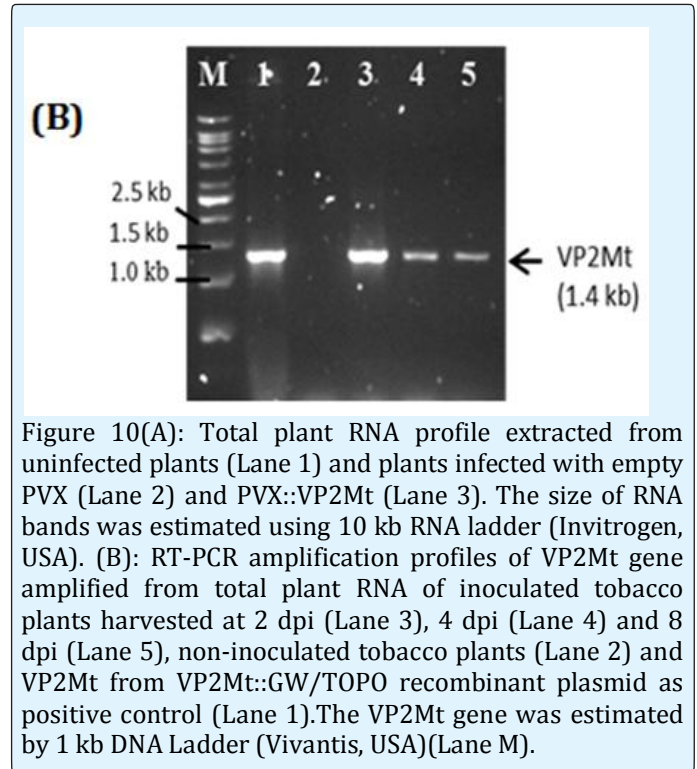 M 1 2 3 4 5
(B)
2.5 kb
1.5 kb
1.0 kb
VP2Mt
(1.4 kb)
Figure 10(A): Total plant RNA profile extracted from
uninfected plants (Lane 1) and plants infected with empty
PVX (Lane 2) and PVX::VP2Mt (Lane 3). The size of RNA
bands was estimated using 10 kb RNA ladder (Invitrogen,
USA). (B): RT-PCR amplification profiles of VP2Mt gene
amplified from total plant RNA of inoculated tobacco
plants harvested at 2 dpi (Lane 3), 4 dpi (Lane 4) and 8
dpi (Lane 5), non-inoculated tobacco plants (Lane 2) and
VP2Mt from VP2Mt::GW/TOPO recombinant plasmid as
positive control (Lane 1).The VP2Mt gene was estimated
by 1 kb DNA Ladder (Vivantis, USA)(Lane M).